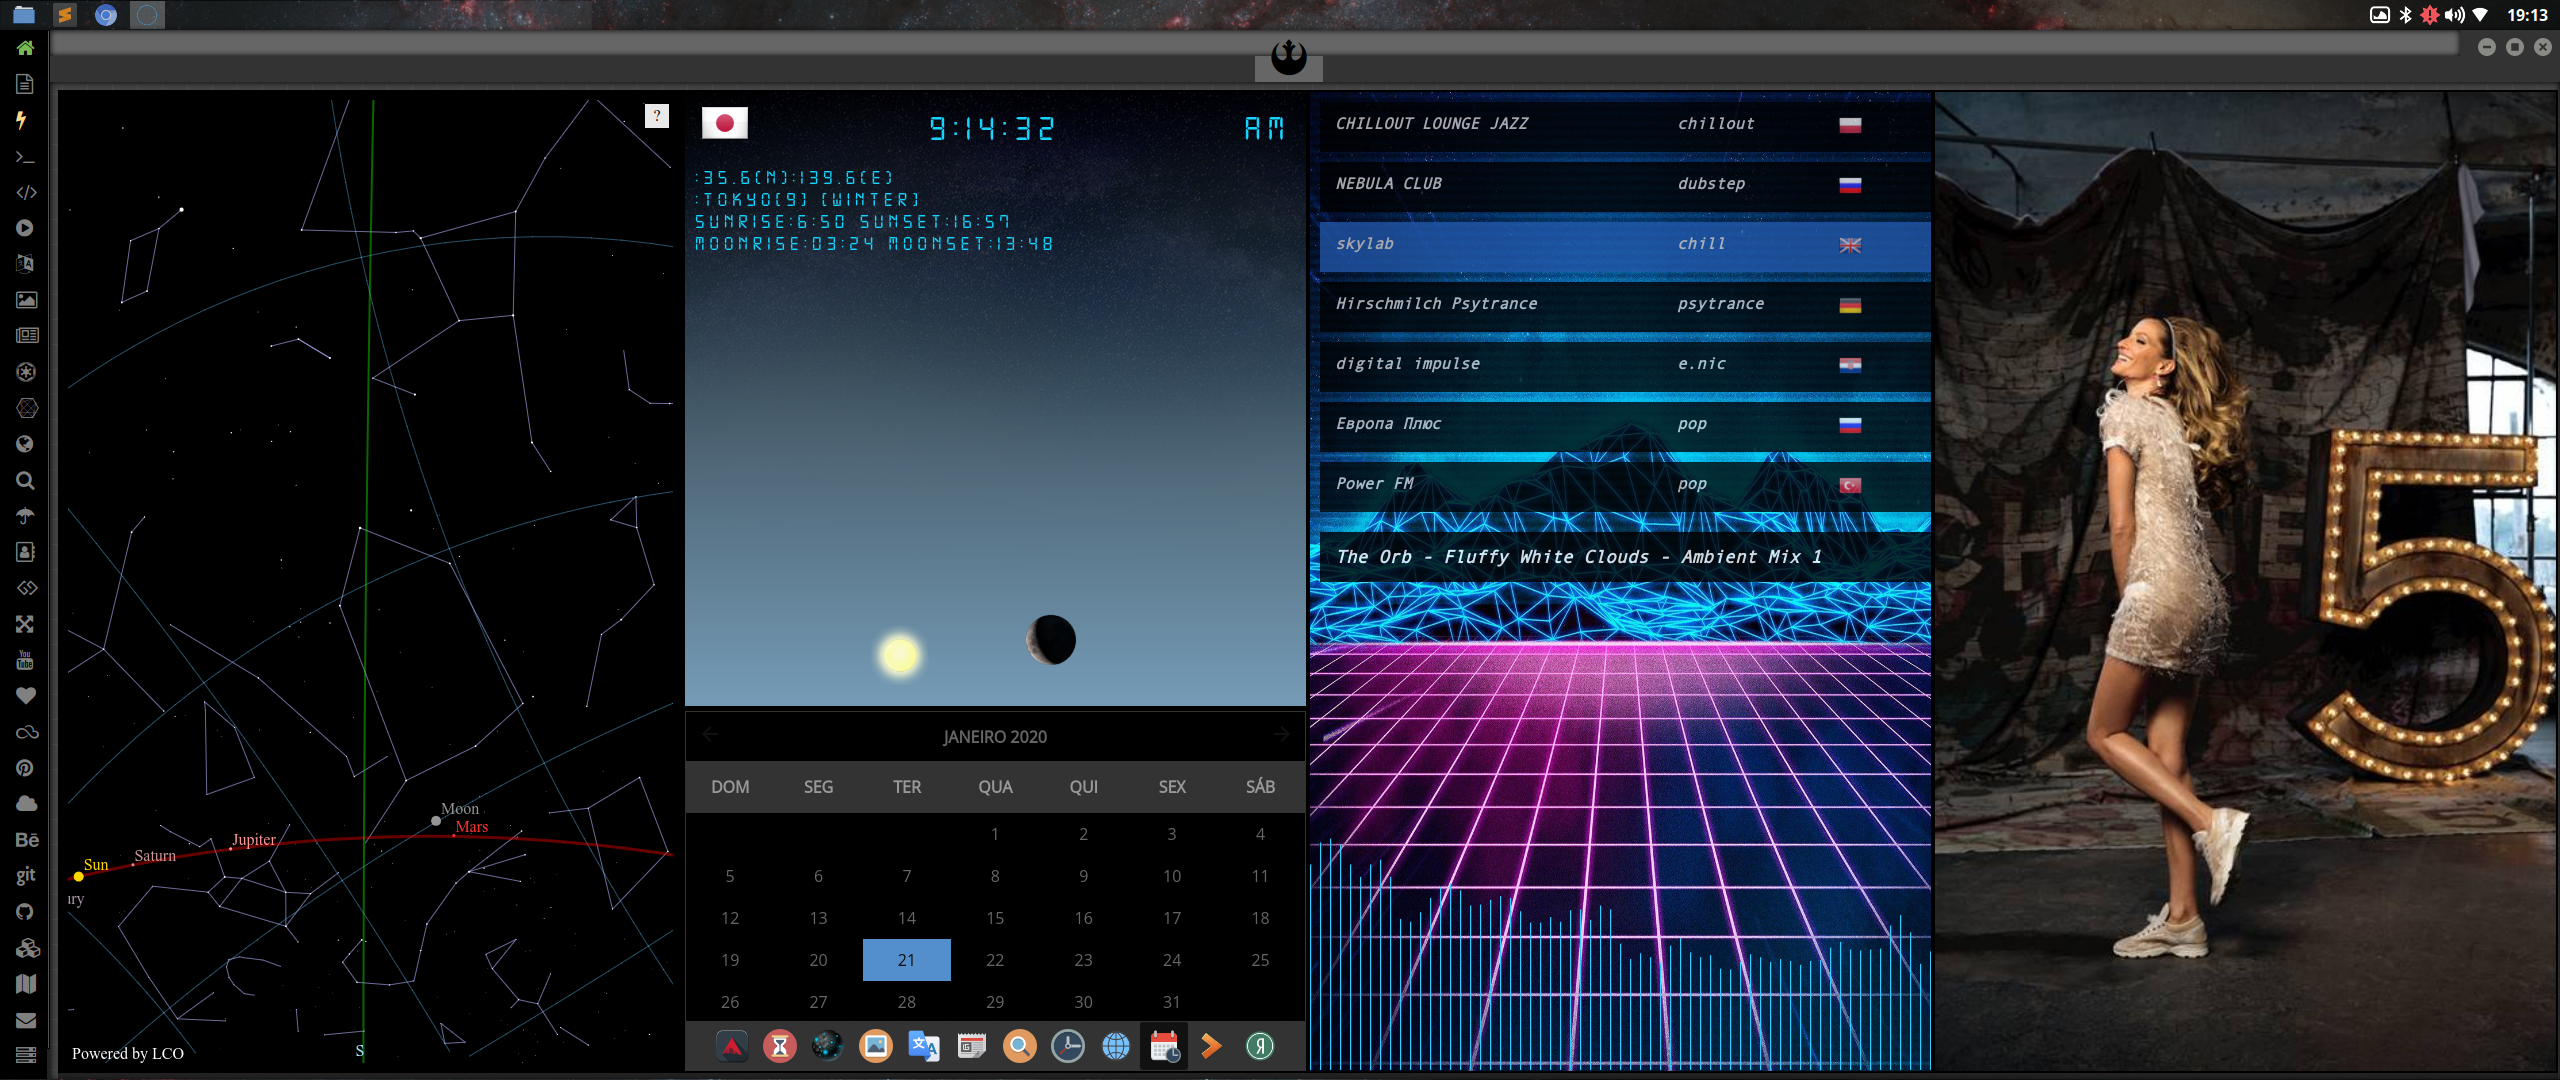 19:13
?
Moon
Mars
Jupiter
Saturn
Sun
Powered by LCO
S
9:14:32 AM
:35.6(N):139.6(E)
:TOKYO(9) (WINTER)
SUNRISE:6:50 SUNSET:16:57
MOONRISE:03:24 MOONSET:13:48
JANEIRO 2020
DOM SEG TER QUA QUI SEX SÁB
1 2 3 4
5 6 7 8 9 10 11
12 13 14 15 16 17 18
19 20 21 22 23 24 25
26 27 28 29 30 31
CHILLOUT LOUNGE JAZZ chillout
NEBULA CLUB dubstep
skylab chill
Hirschmilch Psytrance psytrance
digital impulse e.nic
Европа Плюс pop
Power FM pop
The Orb - Fluffy White Clouds - Ambient Mix 1
5
You
Tube
Bē
git